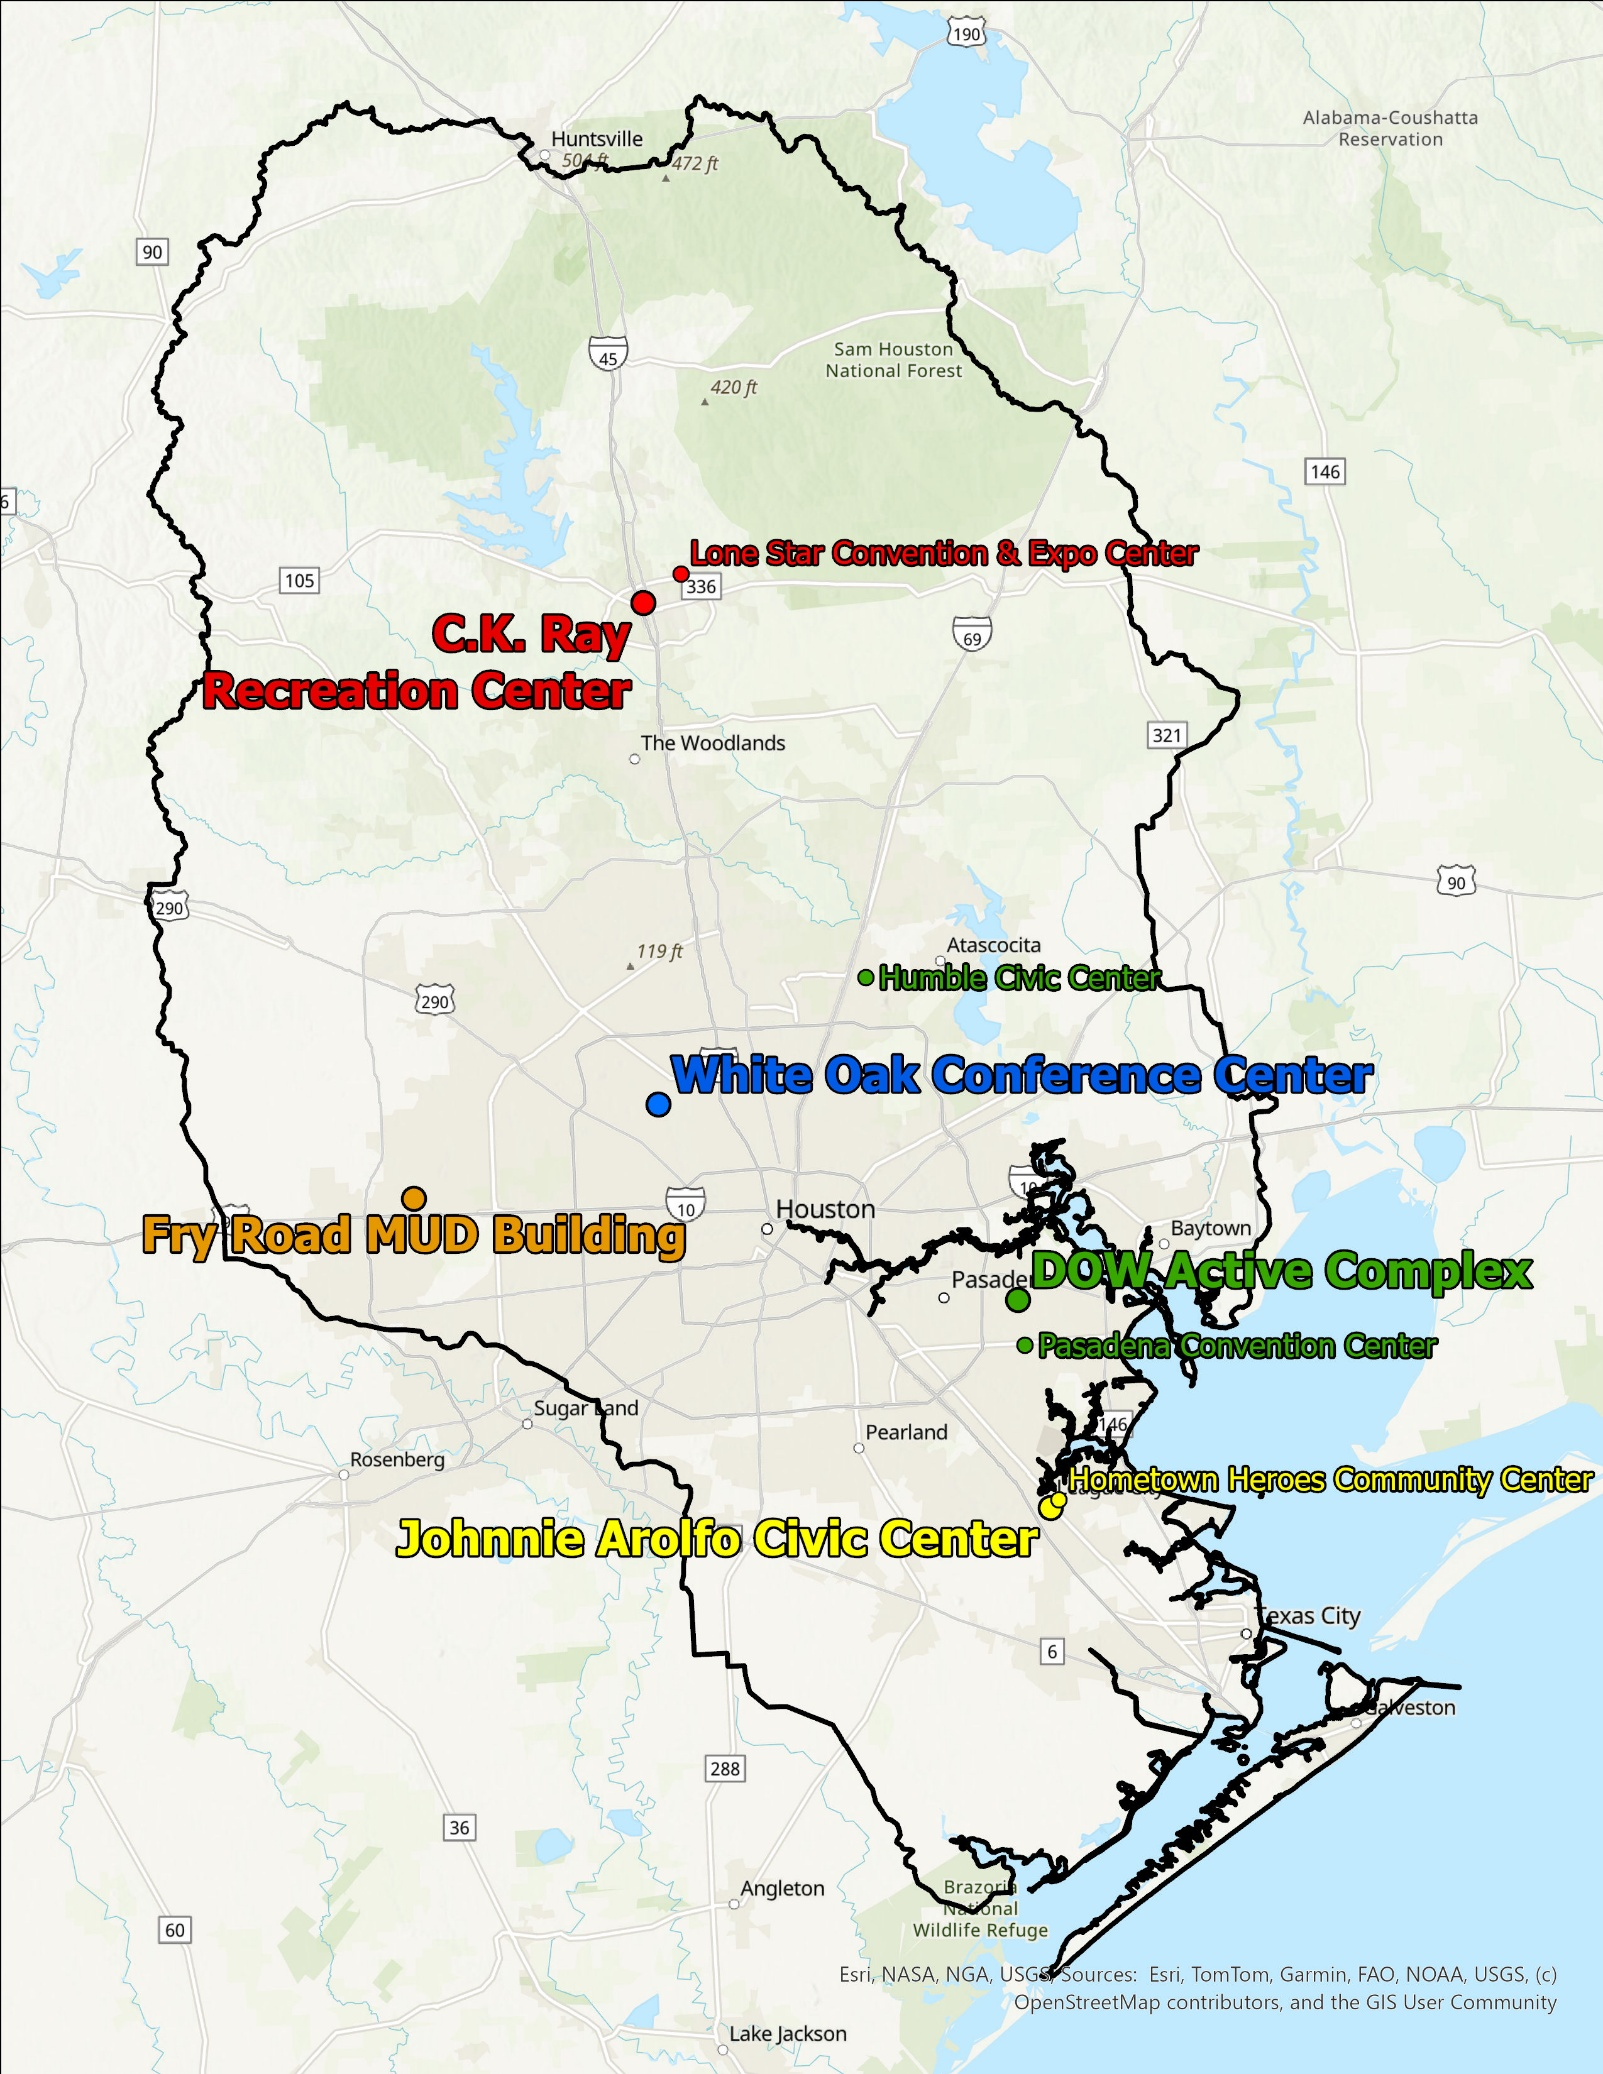 190
Alabama-Coushatta
Reservation
Huntsville
504 ft
472 ft
90
45
Sam Houston
National Forest
420 ft
146
6
Lone Star Convention & Expo Center
105
336
C.K. Ray
Recreation Center
69
The Woodlands
321
90
290
Atascocita
119 ft
Humble Civic Center
290
White Oak Conference Center
10
10
Houston
Fry Road MUD Building
Baytown
DOW Active Complex
Pasadena Convention Center
Sugar Land
146
Pearland
Rosenberg
Hometown Heroes Community Center
Johnnie Arolfo Civic Center
Texas City
6
Galveston
288
36
Angleton
Brazoria
National
Wildlife Refuge
60
Esri, NASA, NGA, USGS, Sources: Esri, TomTom, Garmin, FAO, NOAA, USGS, (c)
OpenStreetMap contributors, and the GIS User Community
Lake Jackson